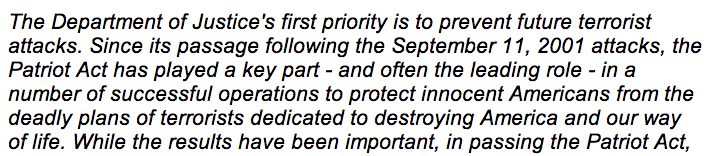 The Department of Justice's first priority is to prevent future terrorist
attacks. Since its passage following the September 11, 2001 attacks, the
Patriot Act has played a key part - and often the leading role - in a
number of successful operations to protect innocent Americans from the
deadly plans of terrorists dedicated to destroying America and our way
of life. While the results have been important, in passing the Patriot Act,